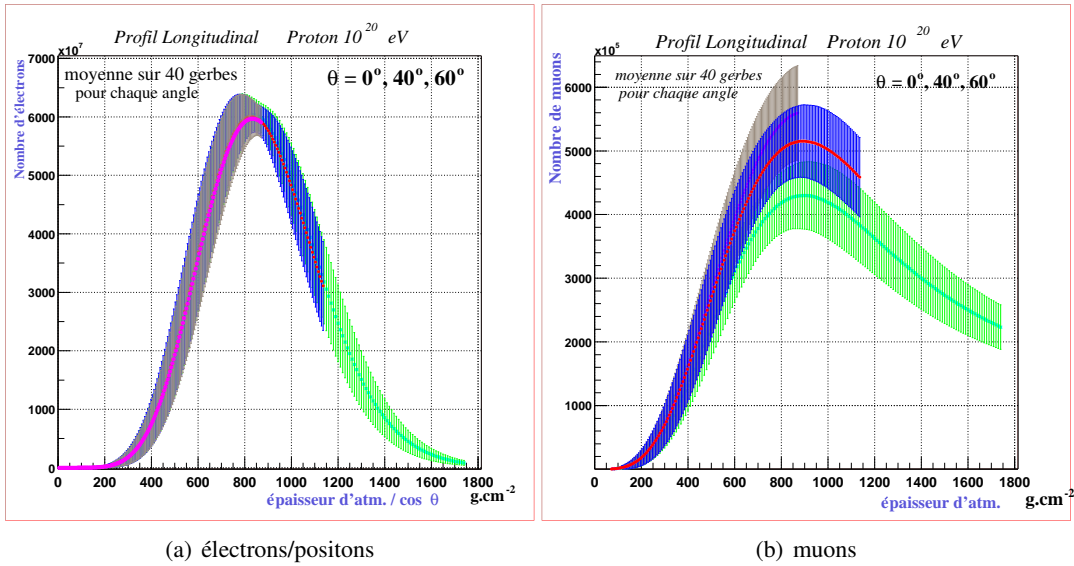 Profil Longitudinal Proton 10^20 eV
x10^7
Nombre d'électrons
moyenne sur 40 gerbes
pour chaque angle
θ = 0°, 40°, 60°
7000
6000
5000
4000
3000
2000
1000
0
0 200 400 600 800 1000 1200 1400 1600 1800
épaisseur d'atm. / cos θ
g.cm^-2
(a) électrons/positons
Profil Longitudinal Proton 10^20 eV
x10^5
Nombre de muons
moyenne sur 40 gerbes
pour chaque angle
θ = 0°, 40°, 60°
6000
5000
4000
3000
2000
1000
0 200 400 600 800 1000 1200 1400 1600 1800
épaisseur d'atm.
g.cm^-2
(b) muons